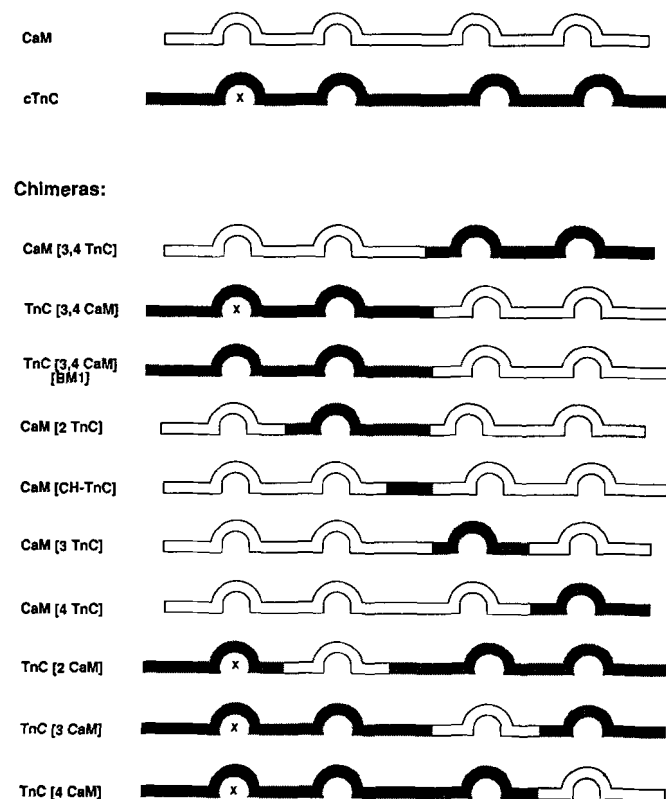 CaM
cTnC
x
Chimeras:
CaM [3,4 TnC]
TnC [3,4 CaM]
x
TnC [3,4 CaM]
[BM1]
CaM [2 TnC]
CaM [CH-TnC]
CaM [3 TnC]
CaM [4 TnC]
TnC [2 CaM]
x
TnC [3 CaM]
x
TnC [4 CaM]
x